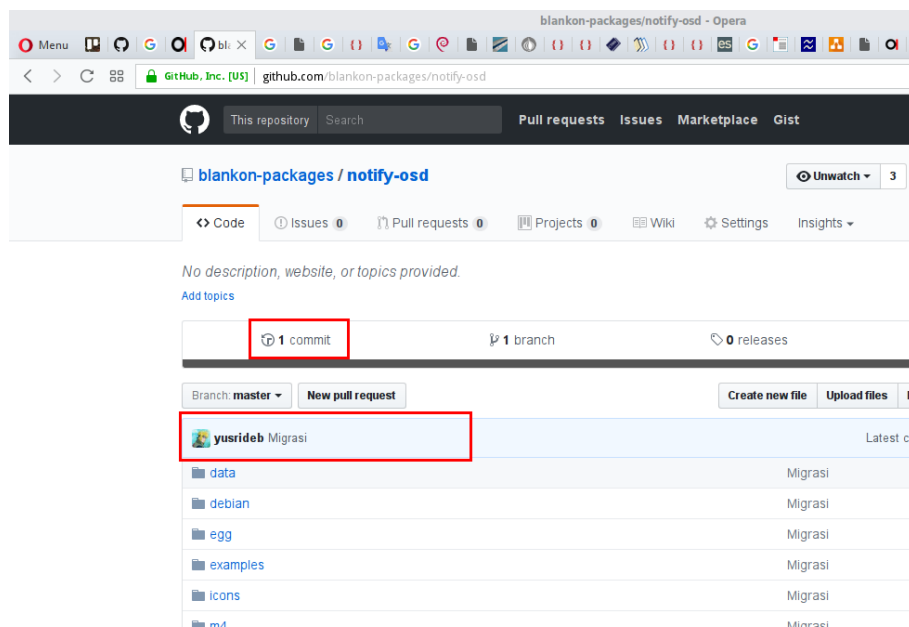 blankon-packages/notify-osd - Opera
Menu
GitHub, Inc. [US] github.com/blankon-packages/notify-osd
This repository Search Pull requests Issues Marketplace Gist
blankon-packages / notify-osd
Unwatch 3
Code Issues 0 Pull requests 0 Projects 0 Wiki Settings Insights
No description, website, or topics provided.
Add topics
1 commit 1 branch 0 releases
Branch: master New pull request Create new file Upload files
yusrideb Migrasi Latest c
data Migrasi
debian Migrasi
egg Migrasi
examples Migrasi
icons Migrasi
m4 Migrasi